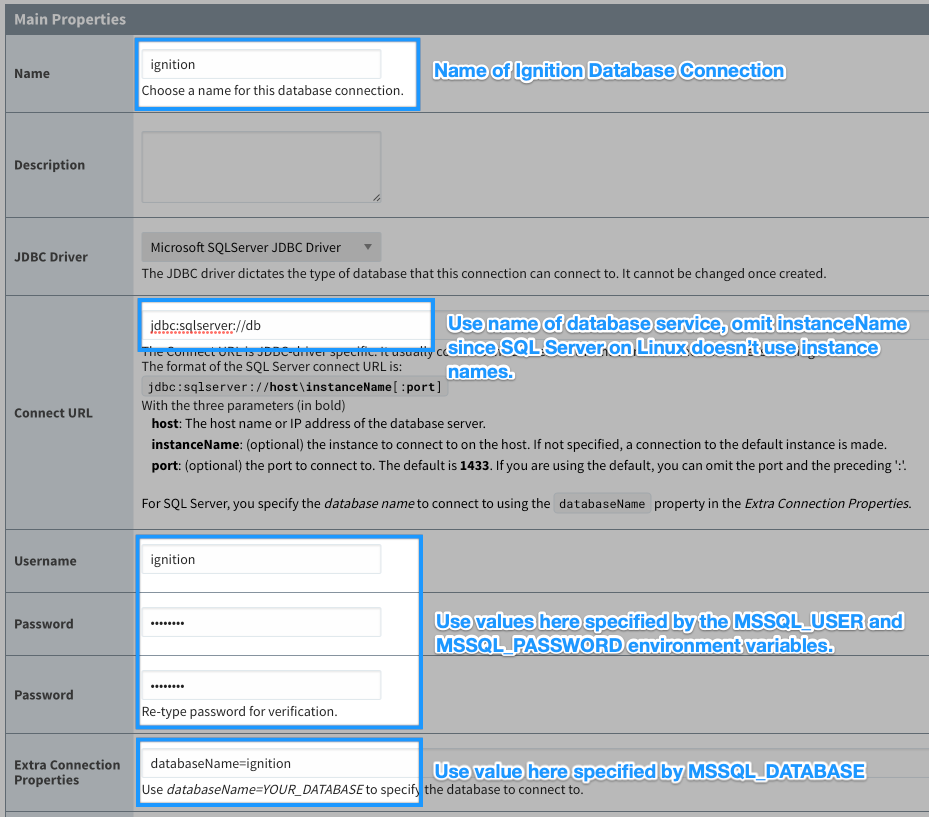 Main Properties
Name
ignition
Choose a name for this database connection.
Name of Ignition Database Connection
Description
JDBC Driver
Microsoft SQLServer JDBC Driver
The JDBC driver dictates the type of database that this connection can connect to. It cannot be changed once created.
Connect URL
jdbc:sqlserver://db
Use name of database service, omit instanceName
since SQL Server on Linux doesn't use instance
names.
The Connect URL is JDBC-driver specific. It usually
The format of the SQL Server connect URL is:
jdbc:sqlserver://host\instanceName[:port]
With the three parameters (in bold)
host: The host name or IP address of the database server.
instanceName: (optional) the instance to connect to on the host. If not specified, a connection to the default instance is made.
port: (optional) the port to connect to. The default is 1433. If you are using the default, you can omit the port and the preceding ':'.
For SQL Server, you specify the database name to connect to using the databaseName property in the Extra Connection Properties.
Username
ignition
Password
••••••••
Use values here specified by the MSSQL_USER and
MSSQL_PASSWORD environment variables.
Password
••••••••
Re-type password for verification.
Extra Connection
Properties
databaseName=ignition
Use value here specified by MSSQL_DATABASE
Use databaseName=YOUR_DATABASE to specify the database to connect to.